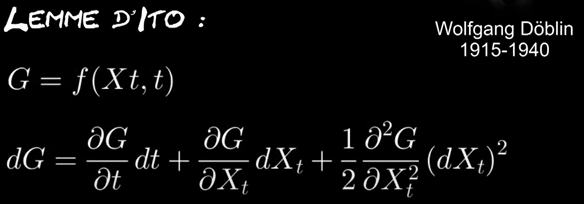 LEMME D'ITO :
Wolfgang Döblin
1915-1940
G = f(Xt, t)
dG = ∂G/∂t dt + ∂G/∂X_t dX_t + 1/2 ∂²G/∂X_t² (dX_t)²